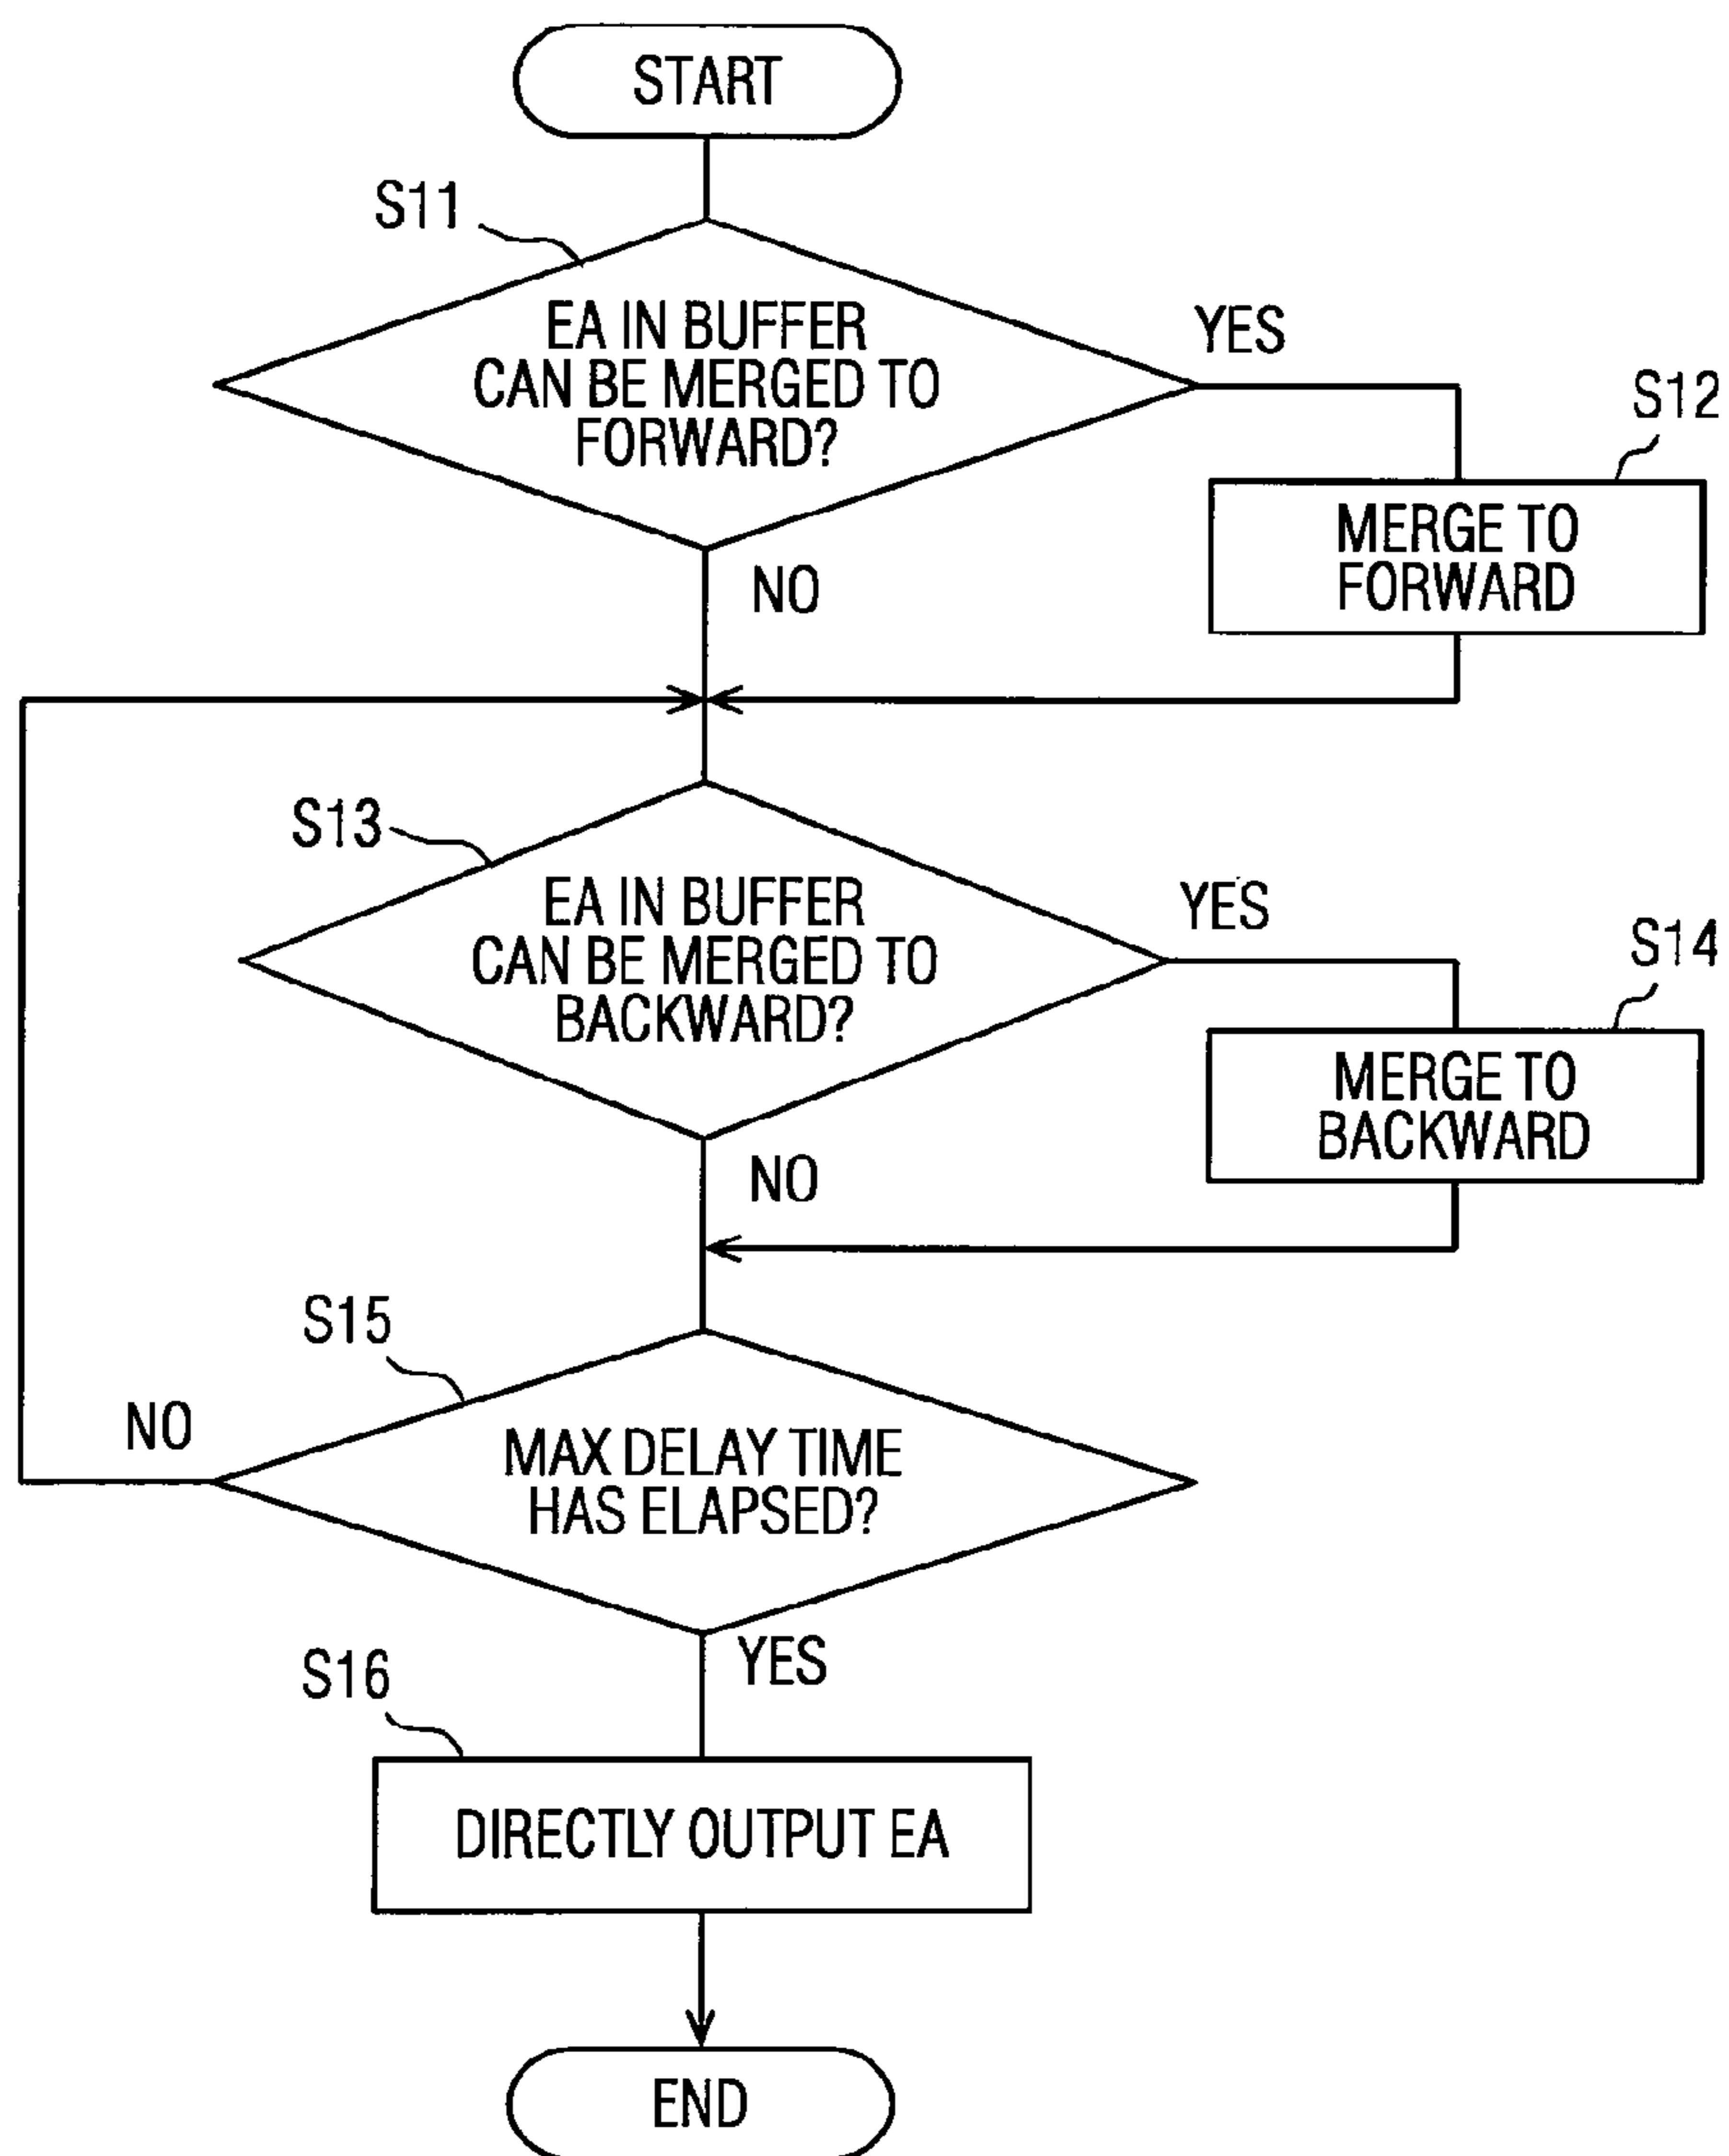 START
S11
EA IN BUFFER
CAN BE MERGED TO
FORWARD?
YES
S12
MERGE TO
FORWARD
NO
S13
EA IN BUFFER
CAN BE MERGED TO
BACKWARD?
YES
S14
MERGE TO
BACKWARD
NO
S15
NO
MAX DELAY TIME
HAS ELAPSED?
YES
S16
DIRECTLY OUTPUT EA
END